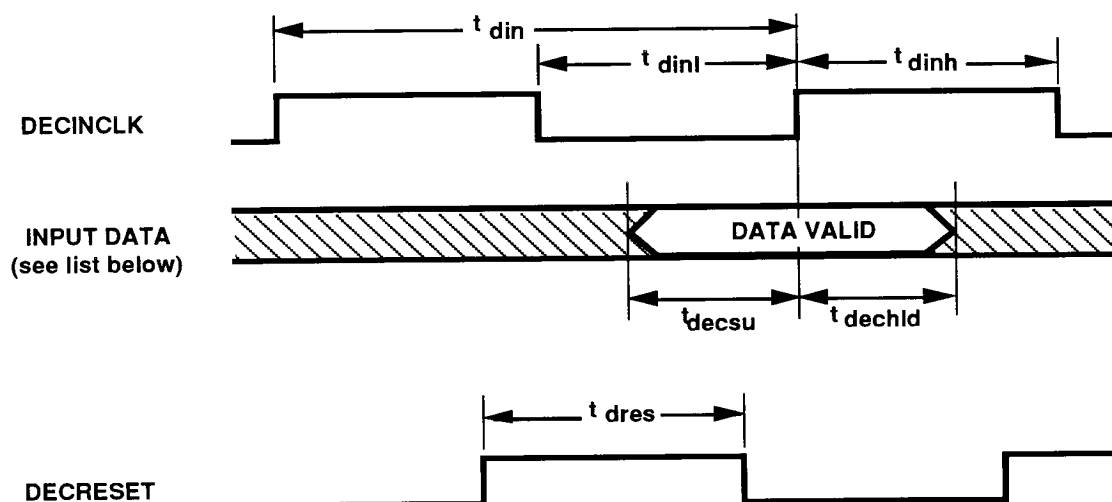 t din
t dinl
t dinh
DECINCLK
INPUT DATA
(see list below)
DATA VALID
tdecsu
t dechld
t dres
DECRESET